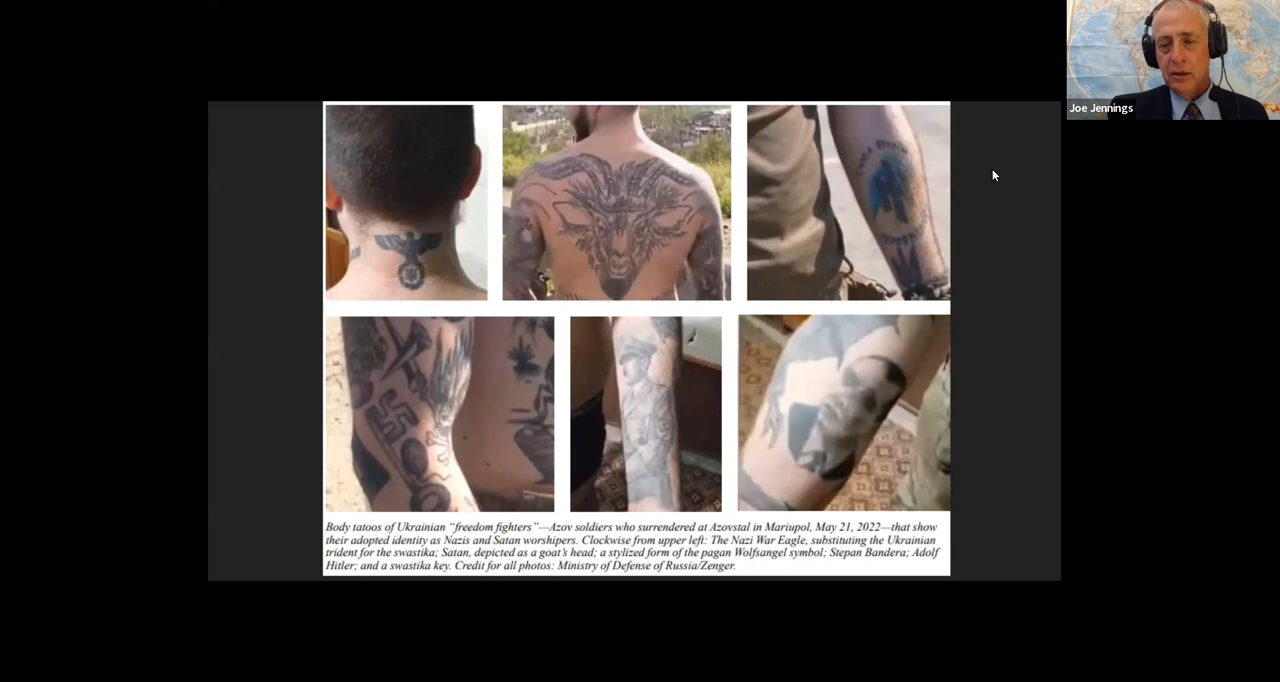 Joe Jennings
Body tatoos of Ukrainian “freedom fighters”—Azov soldiers who surrendered at Azovstal in Mariupol, May 21, 2022—that show
their adopted identity as Nazis and Satan worshipers. Clockwise from upper left: The Nazi War Eagle, substituting the Ukrainian
trident for the swastika; Satan, depicted as a goat’s head; a stylized form of the pagan Wolfsangel symbol; Stepan Bandera; Adolf
Hitler; and a swastika key. Credit for all photos: Ministry of Defense of Russia/Zenger.